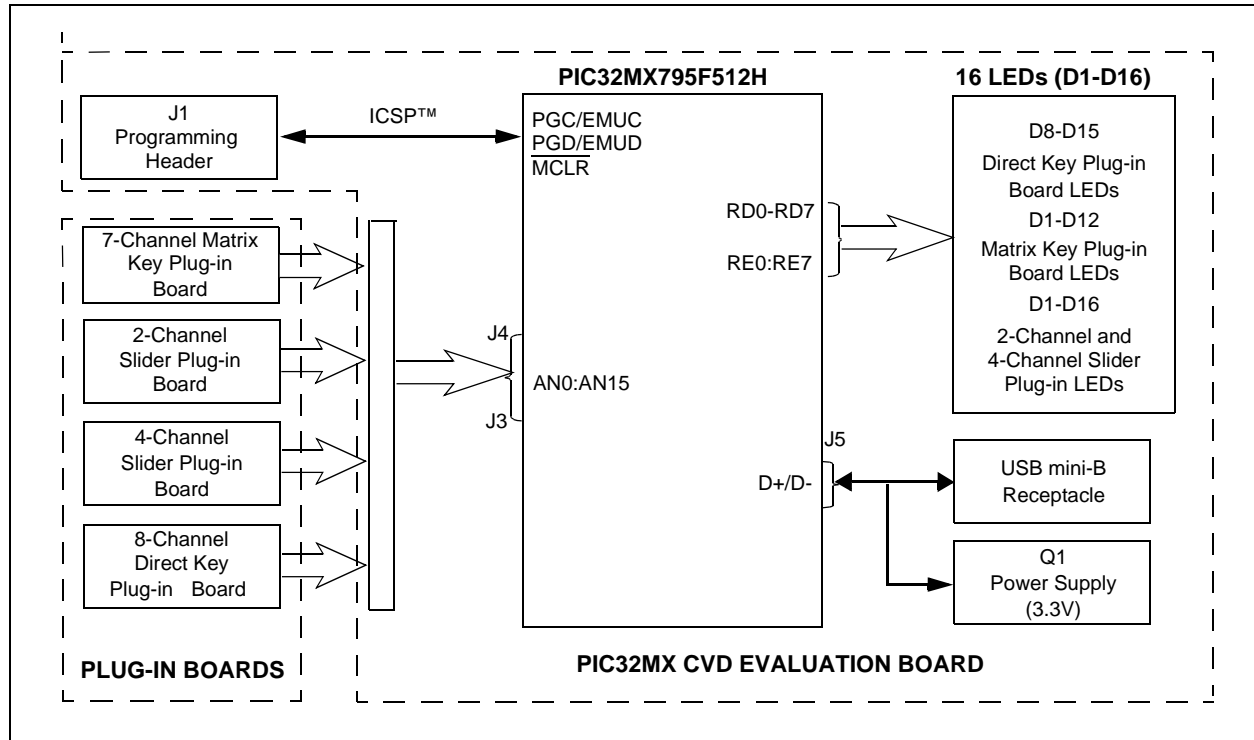 PIC32MX795F512H
16 LEDs (D1-D16)
J1
Programming
Header
ICSP™
PGC/EMUC
PGD/EMUD
MCLR
D8-D15
Direct Key Plug-in
Board LEDs
D1-D12
Matrix Key Plug-in
Board LEDs
D1-D16
2-Channel and
4-Channel Slider
Plug-in LEDs
RD0-RD7
RE0:RE7
7-Channel Matrix
Key Plug-in
Board
2-Channel
Slider Plug-in
Board
4-Channel
Slider Plug-in
Board
8-Channel
Direct Key
Plug-in Board
J4
AN0:AN15
J3
J5
D+/D-
USB mini-B
Receptacle
Q1
Power Supply
(3.3V)
PLUG-IN BOARDS
PIC32MX CVD EVALUATION BOARD